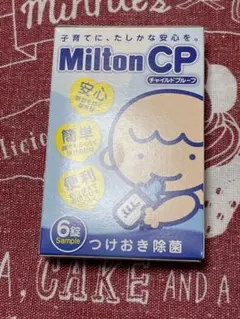 minnie's
子育てに、たしかな安心を。
Milton CP
チャイルドプルーフ
安心
簡単
便利
6錠
Sample
つけおき除菌
A, CAKE AND A